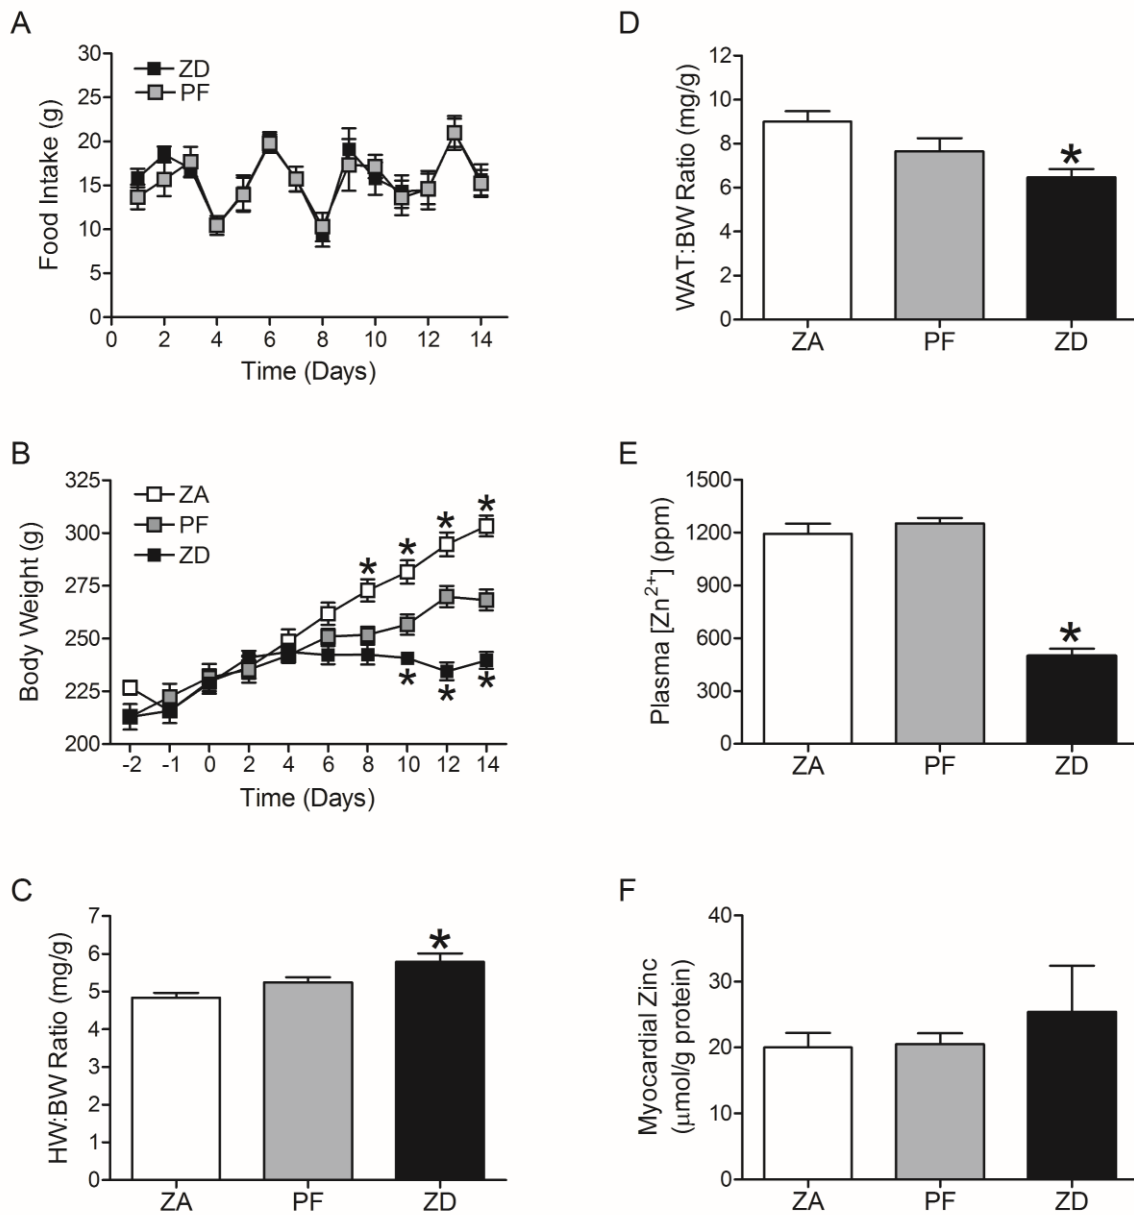 A
Food Intake (g)
30
25
20
15
10
5
0
ZD
PF
0 2 4 6 8 10 12 14
Time (Days)
B
Body Weight (g)
325
300
275
250
225
200
ZA
PF
ZD
* * * *
* * *
-2 -1 0 2 4 6 8 10 12 14
Time (Days)
C
HW:BW Ratio (mg/g)
7
6
5
4
3
2
1
0
*
ZA PF ZD
D
WAT:BW Ratio (mg/g)
12
10
8
6
4
2
0
*
ZA PF ZD
E
Plasma [Zn²⁺] (ppm)
1500
1200
900
600
300
0
*
ZA PF ZD
F
Myocardial Zinc
(μmol/g protein)
40
30
20
10
0
ZA PF ZD